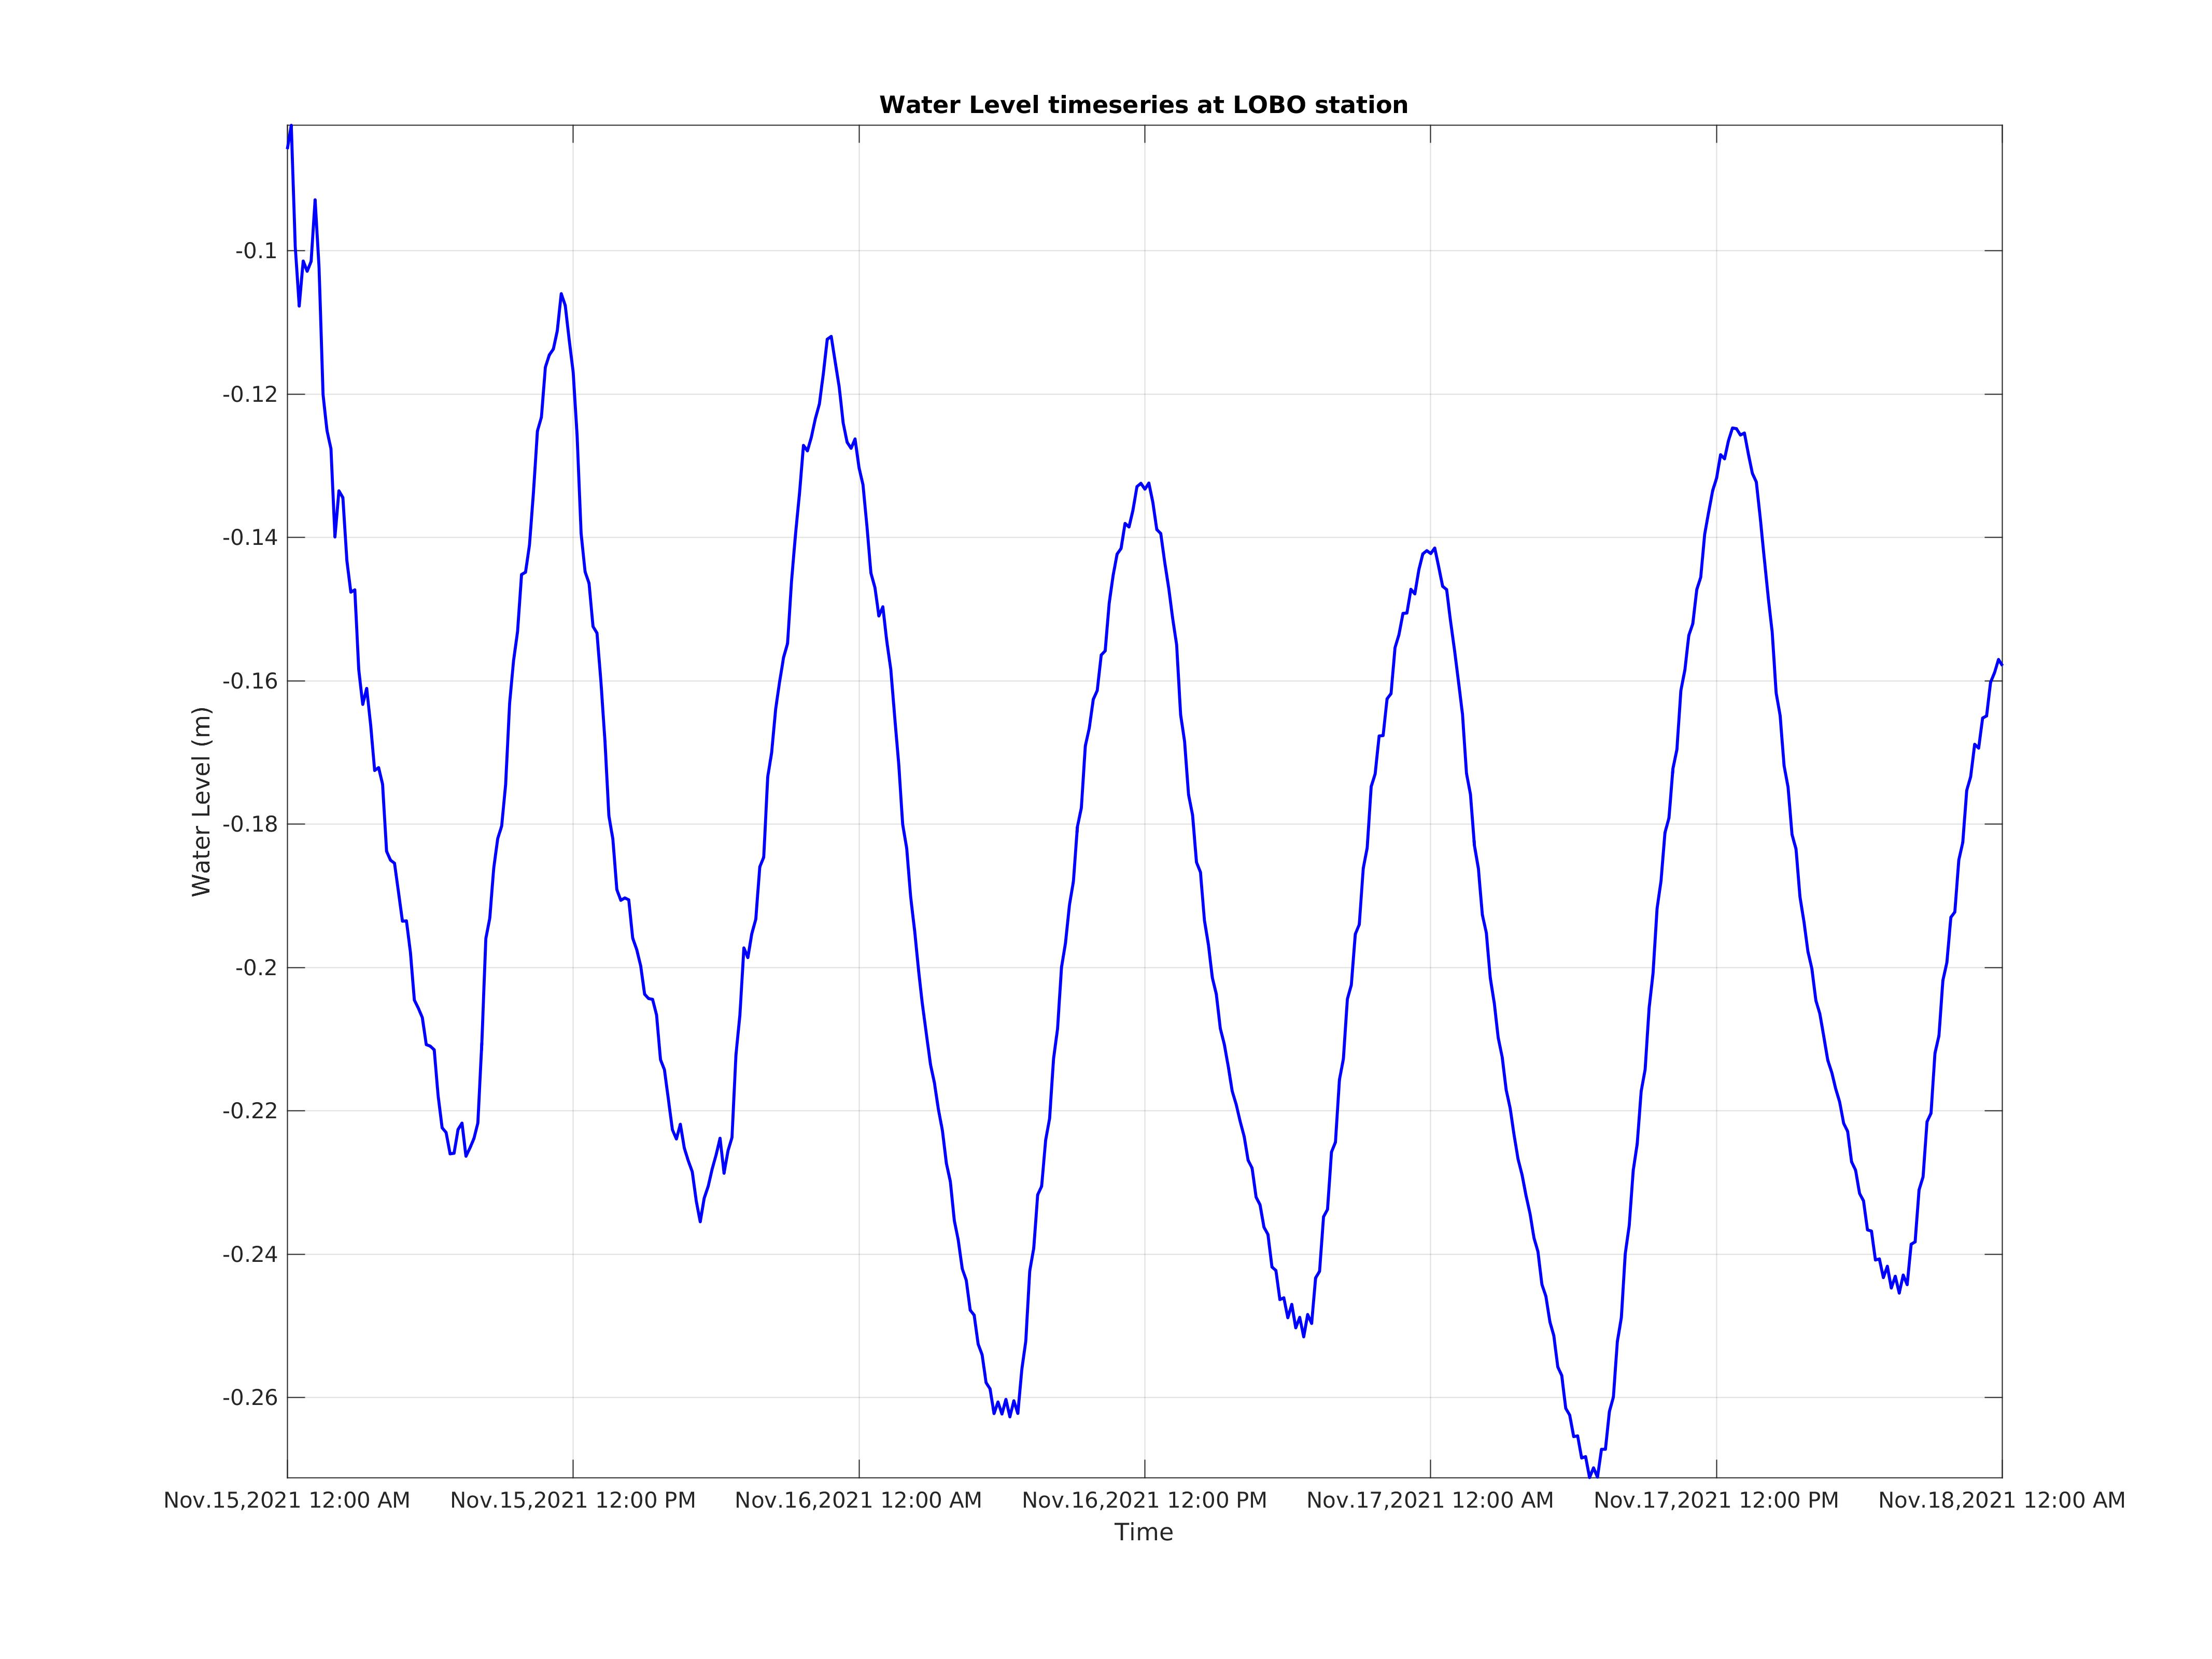 Water Level timeseries at LOBO station
-0.1
-0.12
-0.14
-0.16
-0.18
-0.2
-0.22
-0.24
-0.26
Water Level (m)
Nov.15,2021 12:00 AM Nov.15,2021 12:00 PM Nov.16,2021 12:00 AM Nov.16,2021 12:00 PM Nov.17,2021 12:00 AM Nov.17,2021 12:00 PM Nov.18,2021 12:00 AM
Time